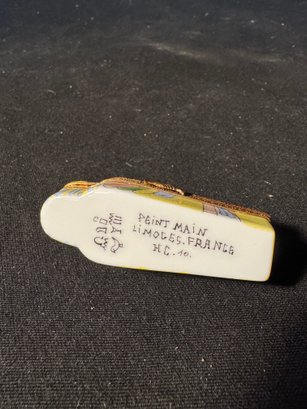 PEINT MAIN
LIMOGES. FRANCE
H.C. 10.